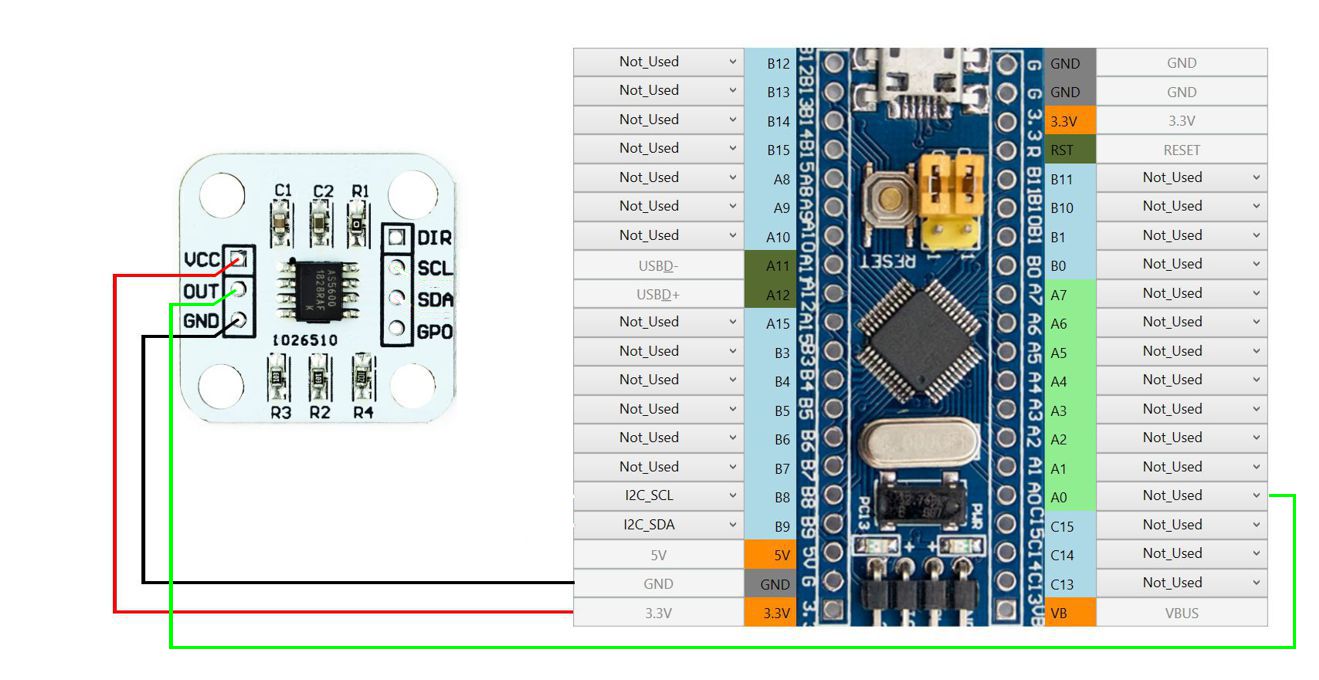 C1 C2 R1
VCC
OUT
GND
DIR
SCL
SDA
GPO
AS5600
1828RAF
K
1026510
R3 R2 R4
Not_Used B12
Not_Used B13
Not_Used B14
Not_Used B15
Not_Used A8
Not_Used A9
Not_Used A10
USBD- A11
USBD+ A12
Not_Used A15
Not_Used B3
Not_Used B4
Not_Used B5
Not_Used B6
Not_Used B7
I2C_SCL B8
I2C_SDA B9
5V 5V
GND GND
3.3V 3.3V
B12
B13
B14
B15
A8
A9
A10
A11
A12
A15
B3
B4
B5
B6
B7
B8
B9
5V
G
3.
RESET
1 1
PC13
PWR
+ +
G
G
3.3
R
B11
B10
B1
B0
A7
A6
A5
A4
A3
A2
A1
A0
C15
C14
C13
VB
GND GND
GND GND
3.3V 3.3V
RST RESET
B11 Not_Used
B10 Not_Used
B1 Not_Used
B0 Not_Used
A7 Not_Used
A6 Not_Used
A5 Not_Used
A4 Not_Used
A3 Not_Used
A2 Not_Used
A1 Not_Used
A0 Not_Used
C15 Not_Used
C14 Not_Used
C13 Not_Used
VB VBUS